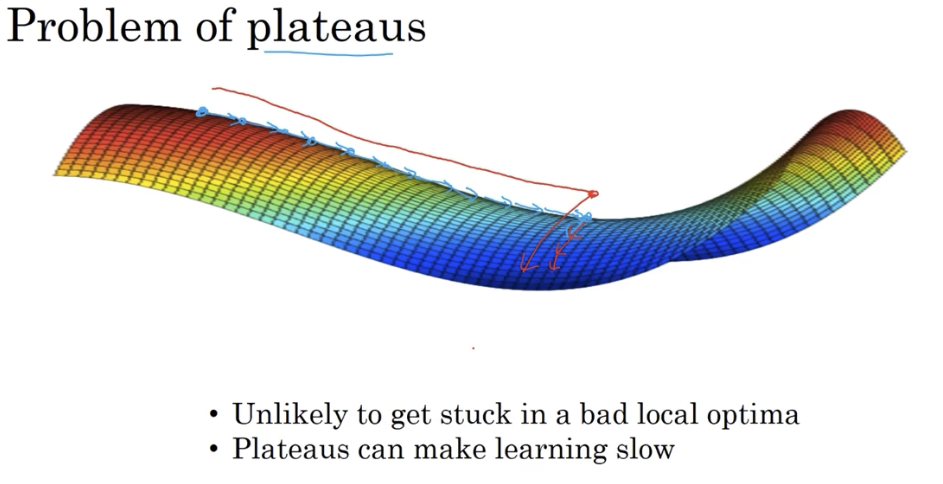 Problem of plateaus
• Unlikely to get stuck in a bad local optima
• Plateaus can make learning slow